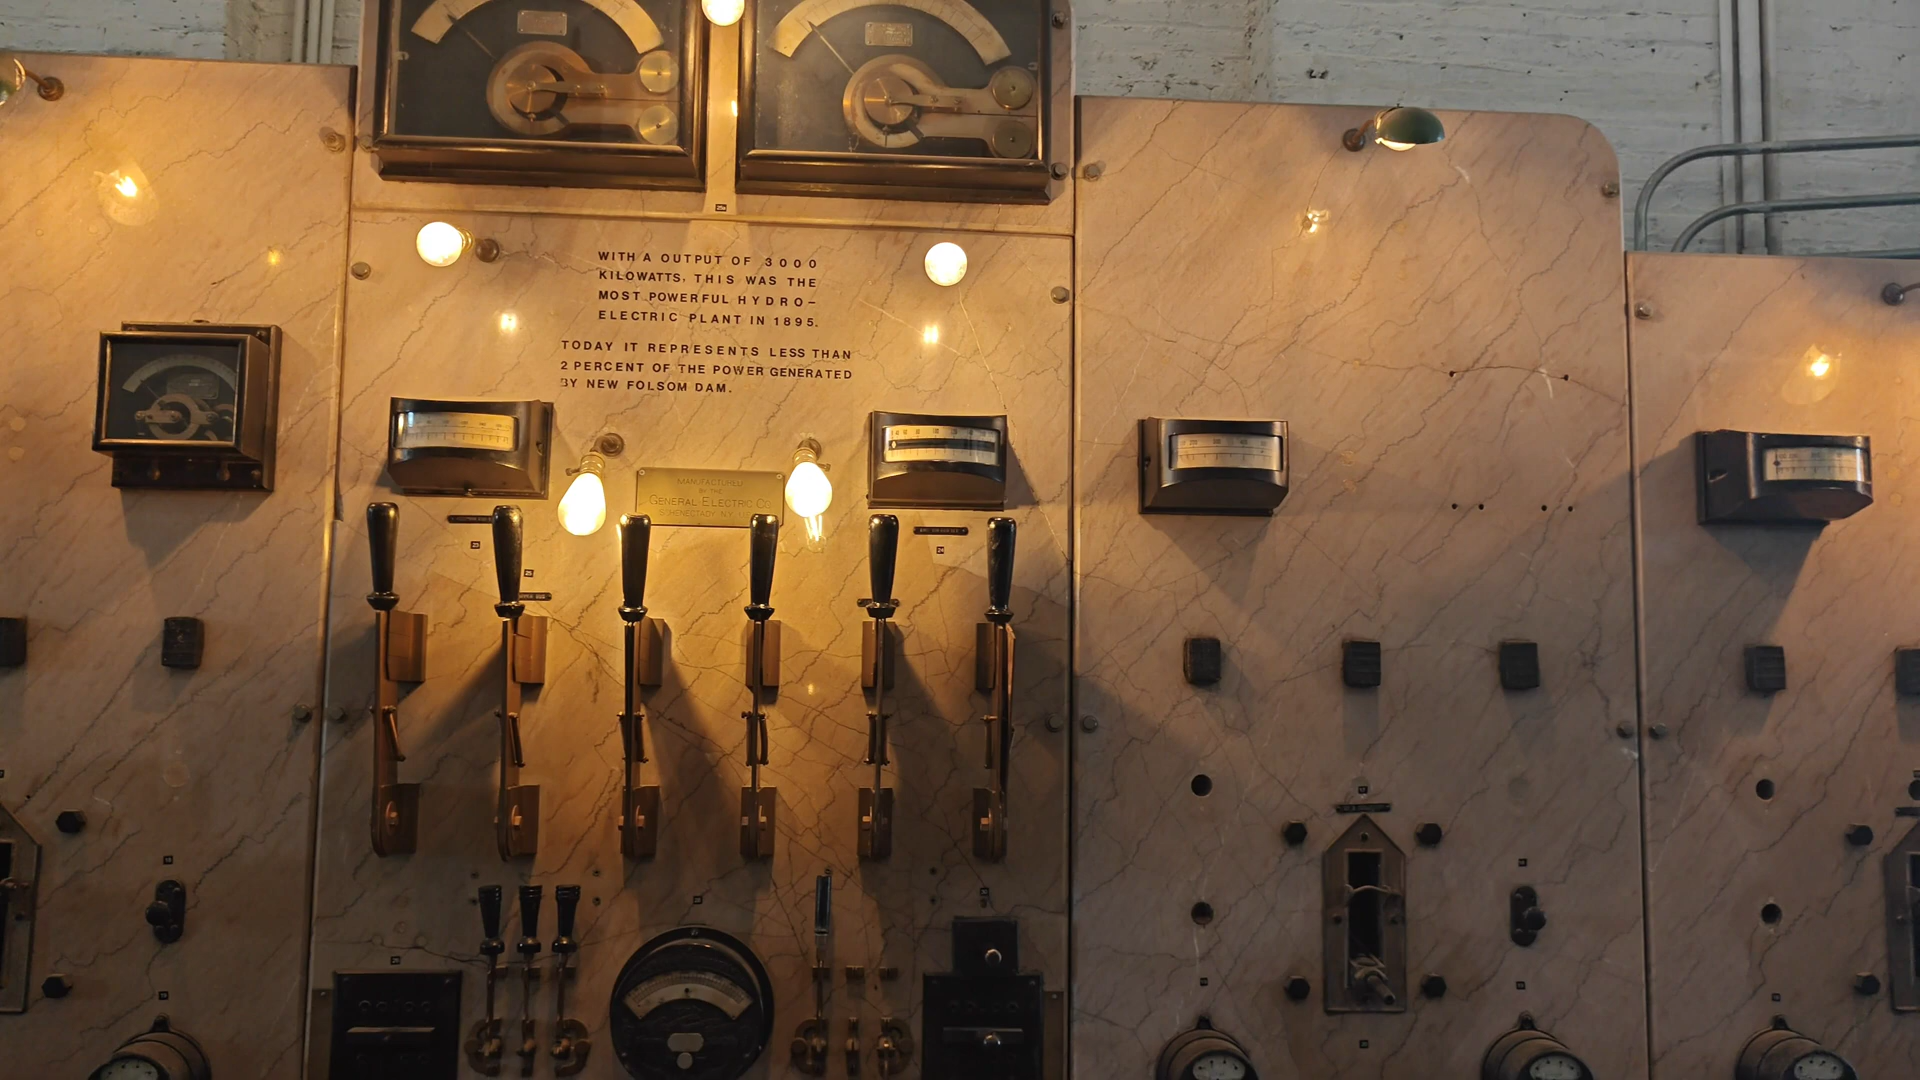 WITH A OUTPUT OF 3000
KILOWATTS, THIS WAS THE
MOST POWERFUL HYDRO–
ELECTRIC PLANT IN 1895.
TODAY IT REPRESENTS LESS THAN
2 PERCENT OF THE POWER GENERATED
BY NEW FOLSOM DAM.
MANUFACTURED
BY THE
GENERAL ELECTRIC CO.
SCHENECTADY, N.Y.